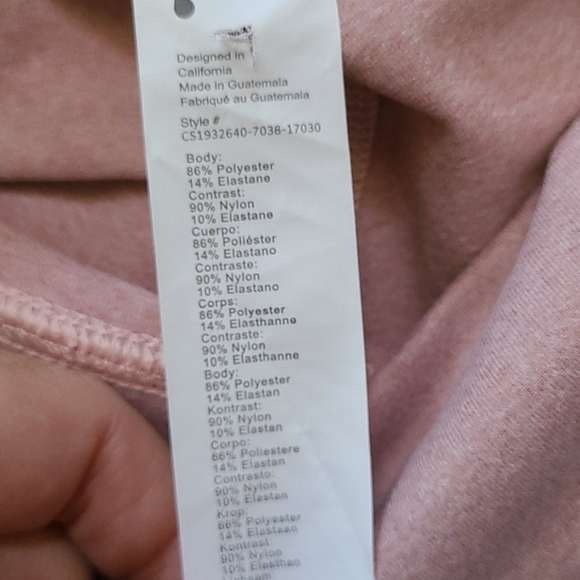 Designed in
California
Made in Guatemala
Fabriqué au Guatemala
Style #
CS1932640-7038-17030
Body:
86% Polyester
14% Elastane
Contrast:
90% Nylon
10% Elastane
Cuerpo:
86% Poliéster
14% Elastano
Contraste:
90% Nylon
10% Elastano
Corps:
86% Polyester
14% Elasthanne
Contraste:
90% Nylon
10% Elasthanne
Body:
86% Polyester
14% Elastan
Kontrast:
90% Nylon
10% Elastan
Corpo:
86% Poliestere
14% Elastan
Contrasto:
90% Nylon
10% Elastan
Krop:
86% Polyester
14% Elastaan
Kontrast:
90% Nylon
10% Elasthan